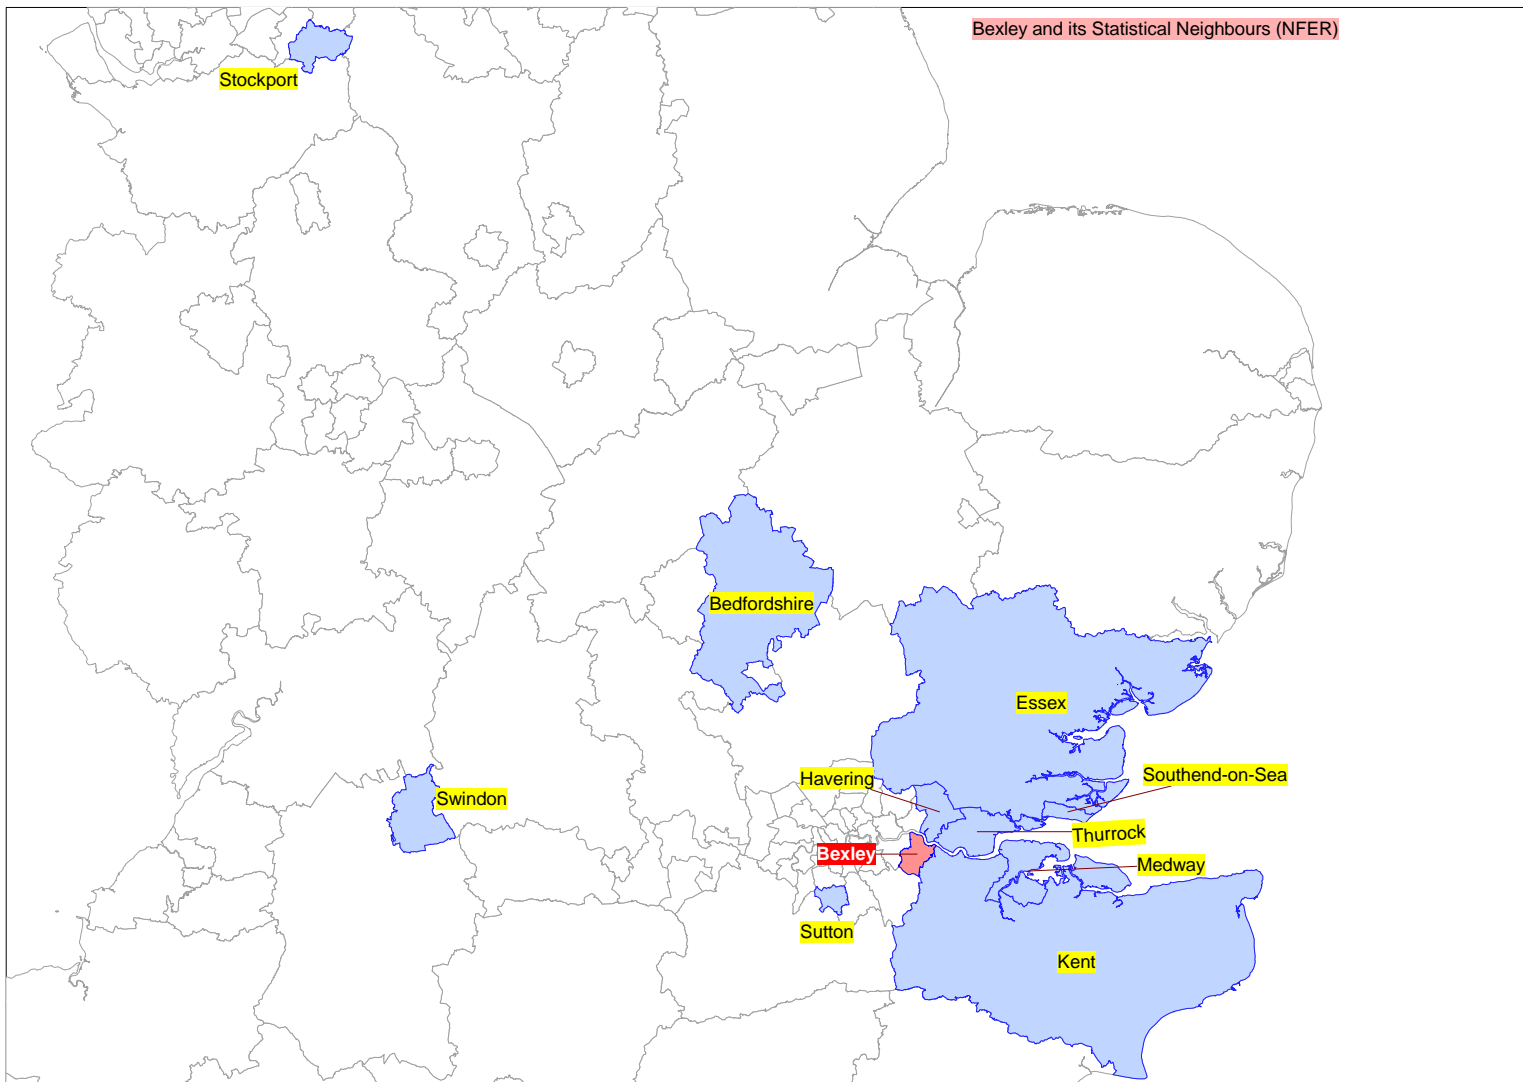 Bexley and its Statistical Neighbours (NFER)
Stockport
Bedfordshire
Essex
Havering
Southend-on-Sea
Swindon
Thurrock
Bexley
Medway
Sutton
Kent